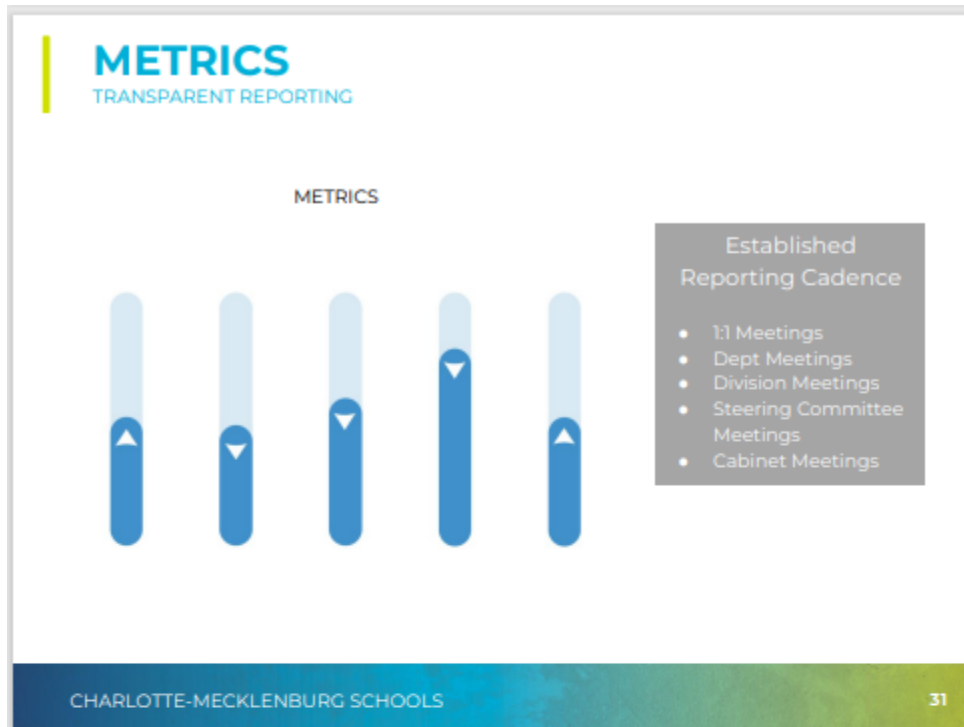 METRICS
TRANSPARENT REPORTING
METRICS
Established
Reporting Cadence
● 1:1 Meetings
● Dept Meetings
● Division Meetings
● Steering Committee
Meetings
● Cabinet Meetings
CHARLOTTE-MECKLENBURG SCHOOLS
31